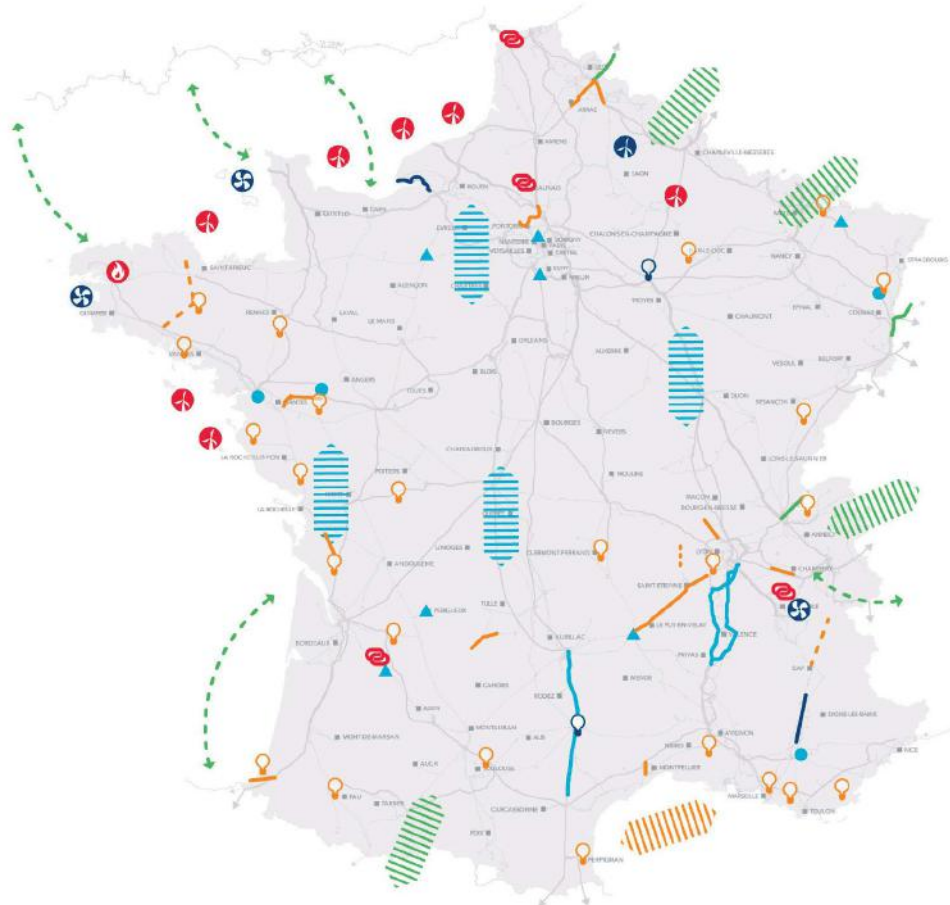 LILLE
ARRAS
AMIENS
CHARLEVILLE-MEZIERES
LAON
ROUEN
BEAUVAIS
SAINT-LO
CAEN
EVREUX
PONTOISE
BOBIGNY
NANTERRE
PARIS
VERSAILLES
CRETEIL
EVRY
MELUN
CHALONS-EN-CHAMPAGNE
BAR-LE-DUC
METZ
NANCY
STRASBOURG
SAINT-BRIEUC
QUIMPER
RENNES
LAVAL
ALENÇON
CHARTRES
LE MANS
TROYES
EPINAL
COLMAR
CHAUMONT
VANNES
ORLEANS
AUXERRE
VESOUL
BELFORT
ANGERS
BLOIS
TOURS
NANTES
DIJON
BESANÇON
BOURGES
NEVERS
LA ROCHE-SUR-YON
POITIERS
CHATEAUROUX
LONS-LE-SAUNIER
MOULINS
NIORT
LA ROCHELLE
MACON
BOURG-EN-BRESSE
GUERET
ANNECY
LIMOGES
CLERMONT-FERRAND
LYON
ANGOULEME
CHAMBERY
SAINT-ETIENNE
TULLE
PERIGUEUX
LE PUY-EN-VELAY
VALENCE
BORDEAUX
AURILLAC
PRIVAS
GAP
MENDE
CAHORS
RODEZ
AGEN
DIGNE-LES-BAINS
MONTAUBAN
ALBI
AVIGNON
MONT-DE-MARSAN
NIMES
NICE
AUCH
TOULOUSE
MONTPELLIER
PAU
TARBES
CARCASSONNE
MARSEILLE
TOULON
FOIX
PERPIGNAN